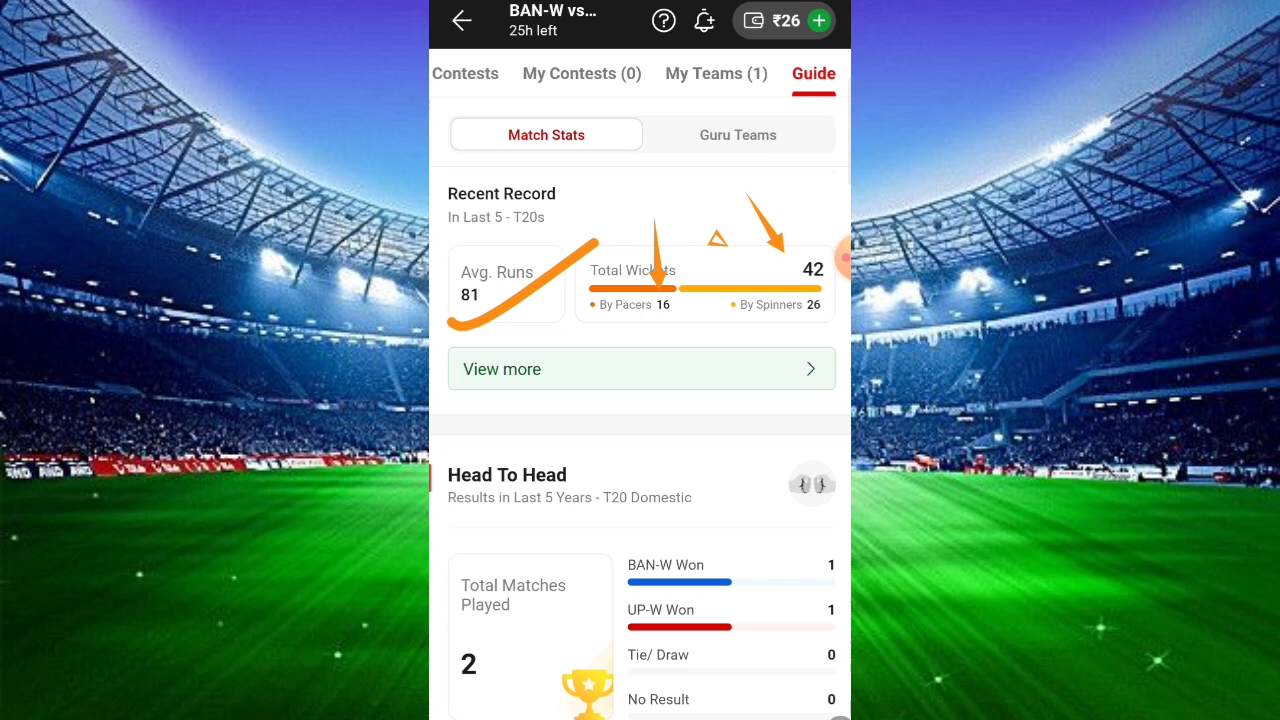 BAN-W vs...
25h left
₹26
Contests
My Contests (0)
My Teams (1)
Guide
Match Stats
Guru Teams
Recent Record
In Last 5 - T20s
Avg. Runs
81
Total Wickets
42
By Pacers 16
By Spinners 26
View more
Head To Head
Results in Last 5 Years - T20 Domestic
Total Matches
Played
2
BAN-W Won 1
UP-W Won 1
Tie/ Draw 0
No Result 0